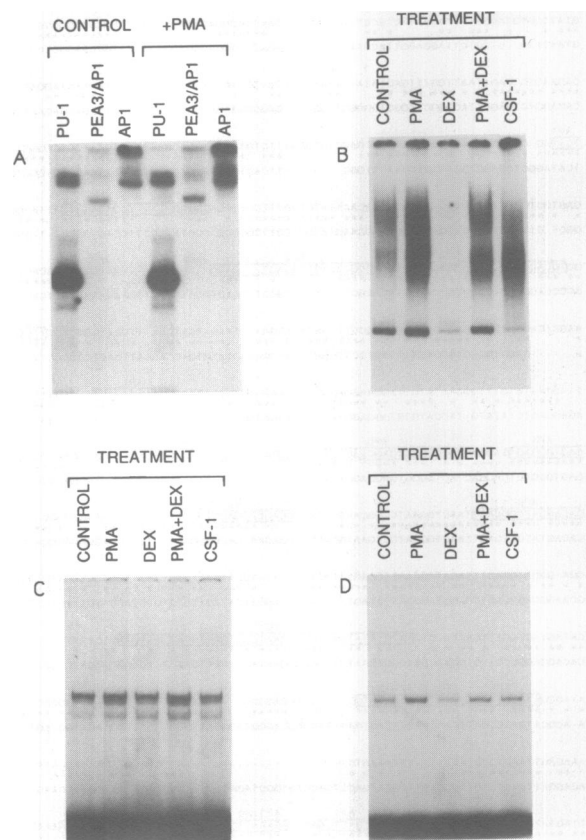 CONTROL +PMA
PU-1 PEA3/AP1 AP1 PU-1 PEA3/AP1 AP1
A
TREATMENT
CONTROL PMA DEX PMA+DEX CSF-1
B
TREATMENT
CONTROL PMA DEX PMA+DEX CSF-1
C
TREATMENT
CONTROL PMA DEX PMA+DEX CSF-1
D